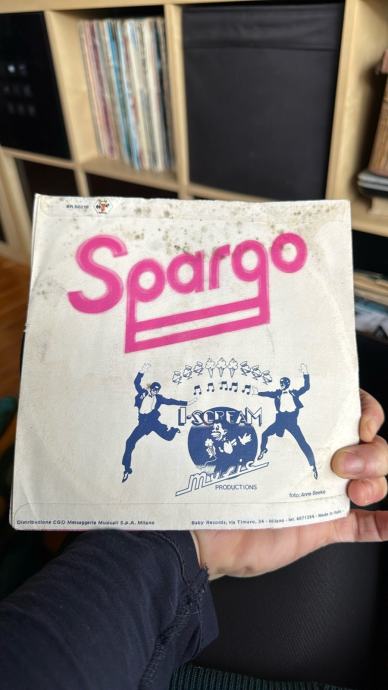 Spargo
I-SCREAM
Music
PRODUCTIONS
foto: Anne Beeke
Distribuzione CGD Messaggerie Musicali S.p.A. Milano
Baby Records, via Timavo, 34 - Milano - tel. 6071254 - Made in Italy